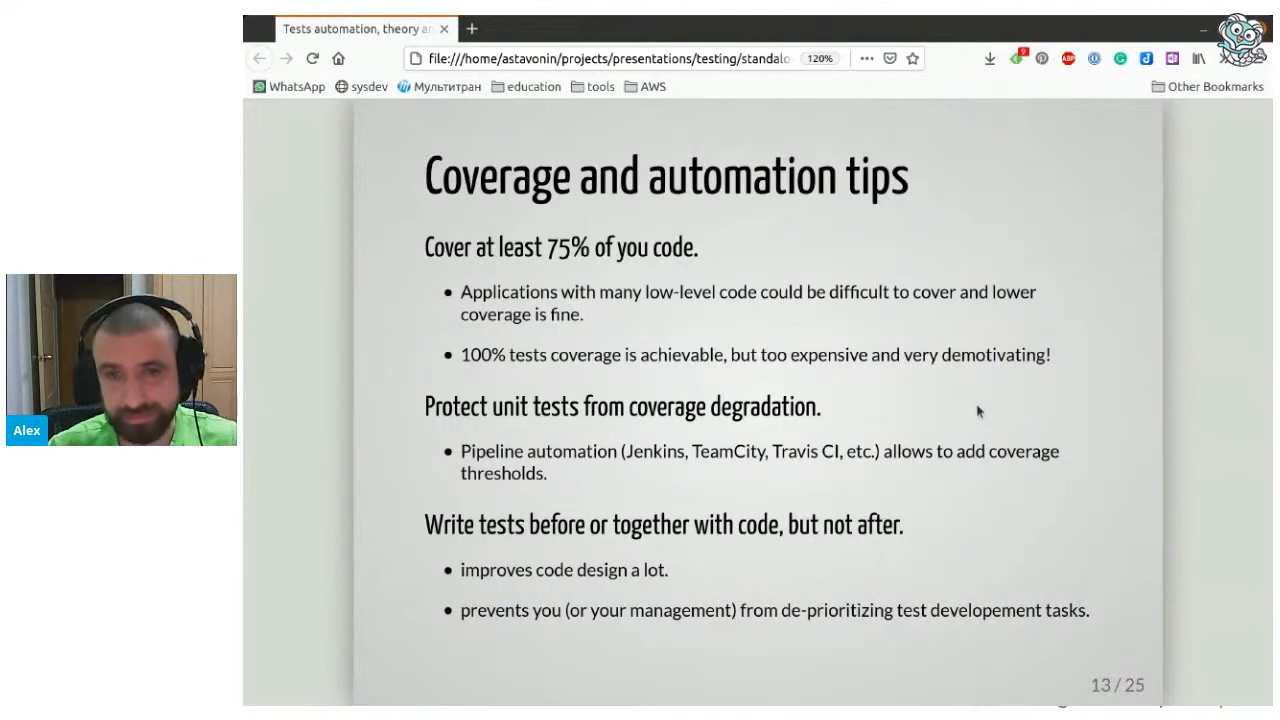 Tests automation, theory an
file:///home/astavonin/projects/presentations/testing/standalo
120%
9
ABP
WhatsApp
sysdev
Мультитран
education
tools
AWS
Other Bookmarks
Coverage and automation tips
Cover at least 75% of you code.
Applications with many low-level code could be difficult to cover and lower
coverage is fine.
100% tests coverage is achievable, but too expensive and very demotivating!
Protect unit tests from coverage degradation.
Alex
Pipeline automation (Jenkins, TeamCity, Travis CI, etc.) allows to add coverage
thresholds.
Write tests before or together with code, but not after.
improves code design a lot.
prevents you (or your management) from de-prioritizing test developement tasks.
13 / 25